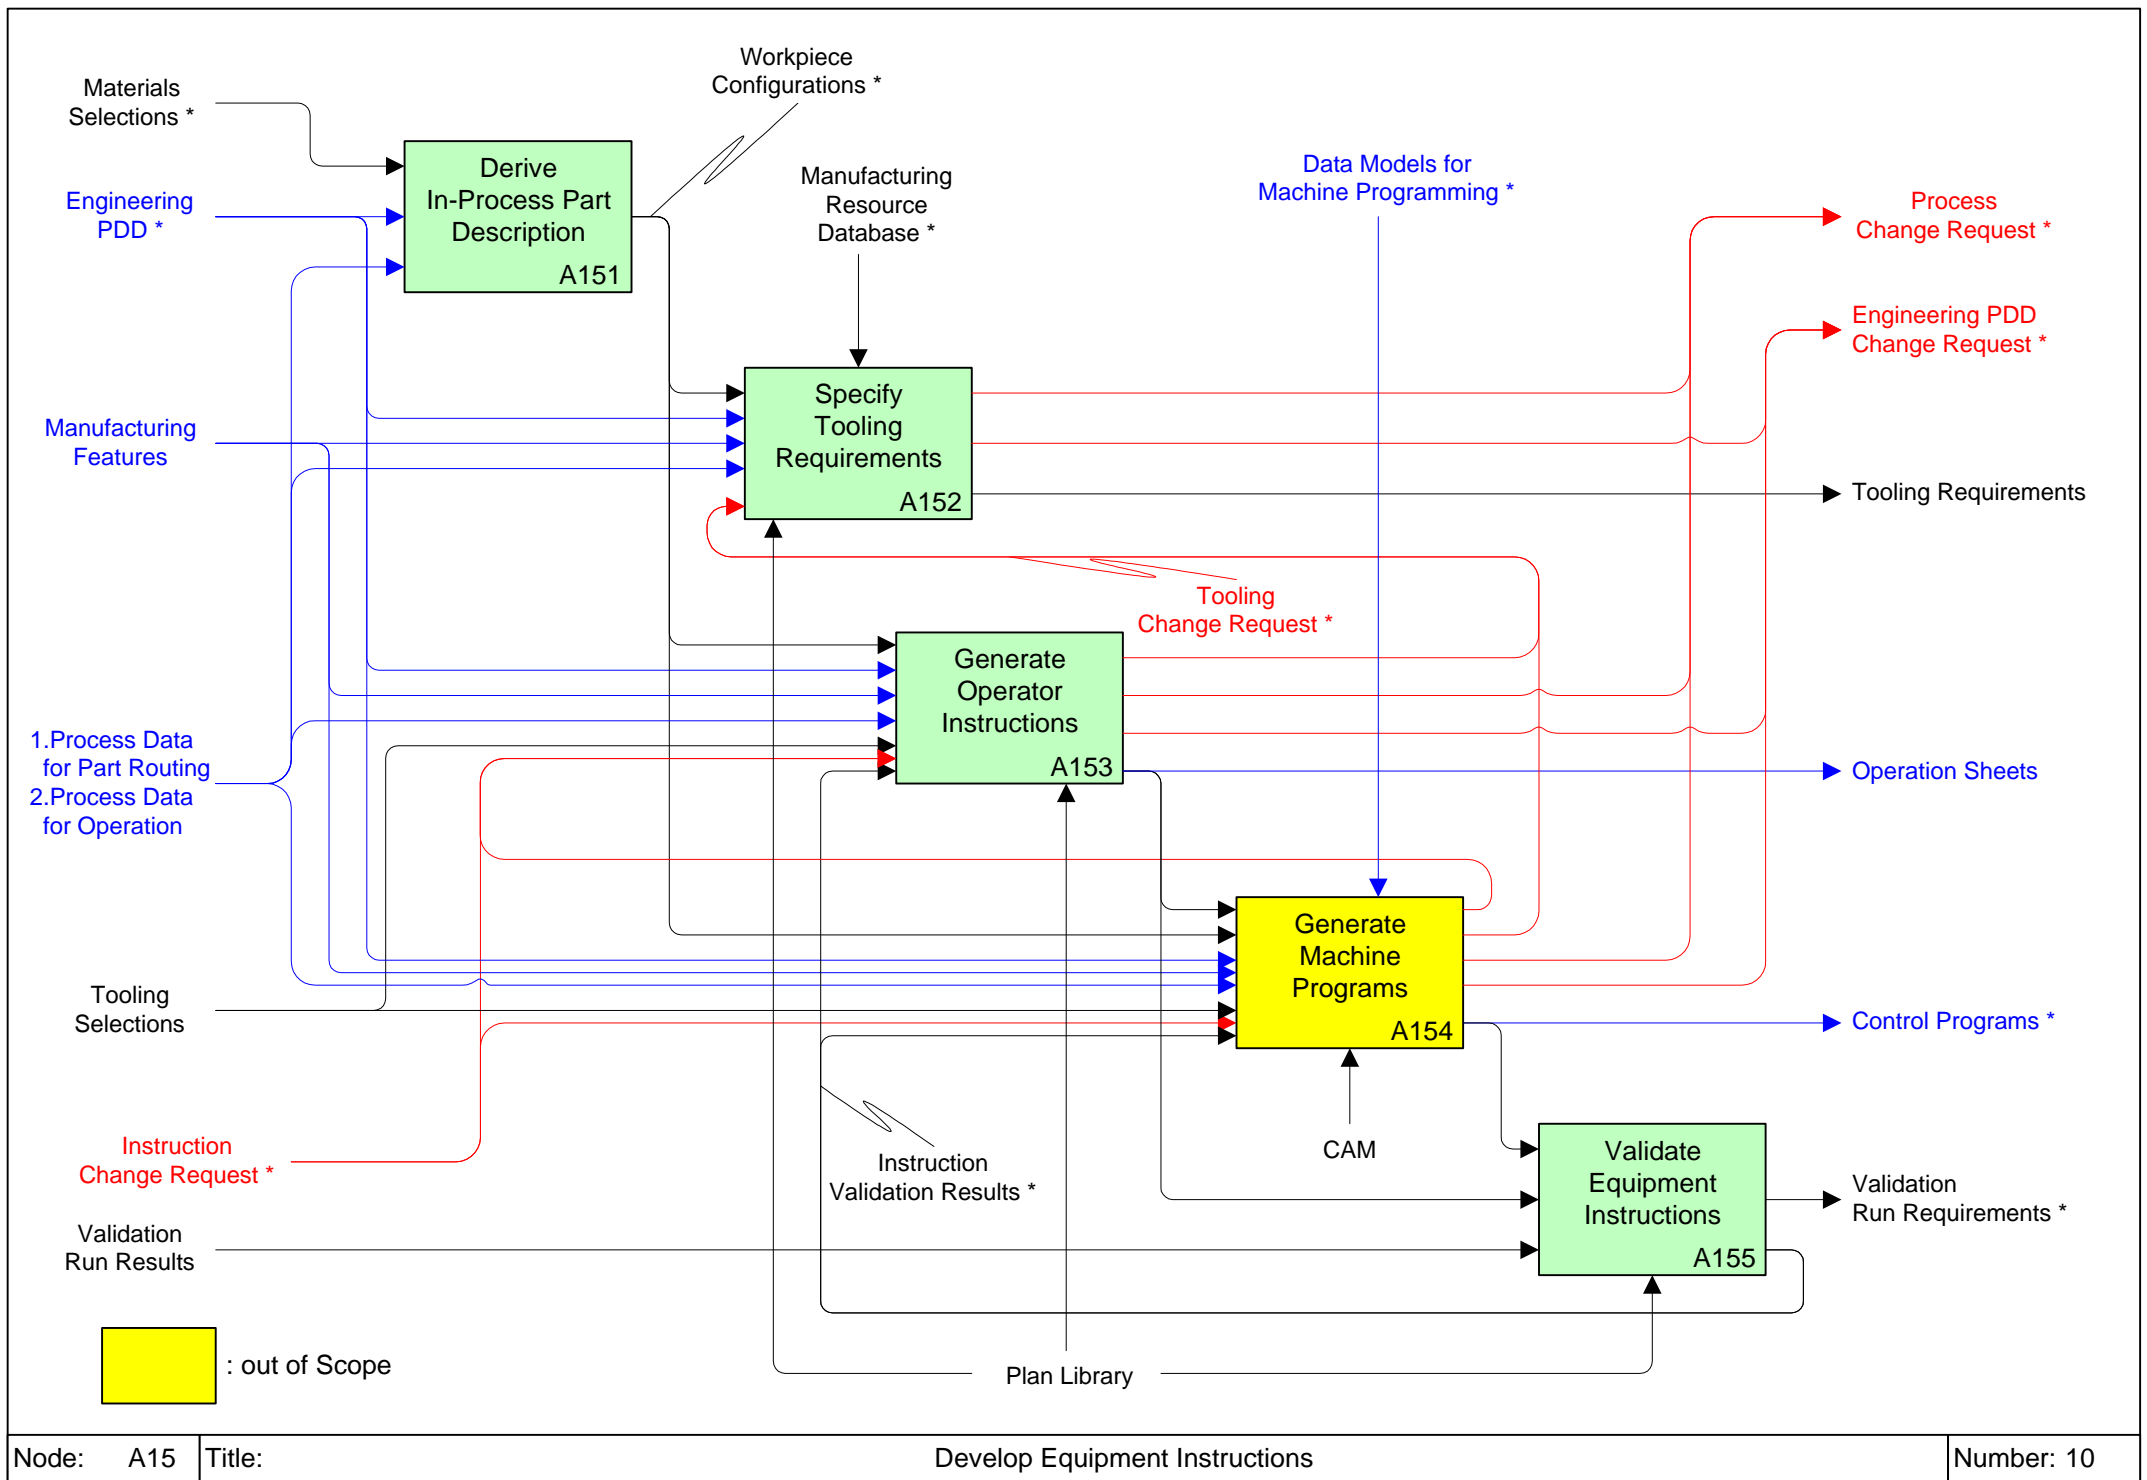 Workpiece
Configurations *
Materials
Selections *
Derive
In-Process Part
Description
A151
Engineering
PDD *
Manufacturing
Resource
Database *
Data Models for
Machine Programming *
Process
Change Request *
Engineering PDD
Change Request *
Specify
Tooling
Requirements
A152
Manufacturing
Features
Tooling Requirements
Tooling
Change Request *
Generate
Operator
Instructions
A153
1.Process Data
for Part Routing
2.Process Data
for Operation
Operation Sheets
Generate
Machine
Programs
A154
Tooling
Selections
Control Programs *
Instruction
Change Request *
Instruction
Validation Results *
CAM
Validate
Equipment
Instructions
A155
Validation
Run Requirements *
Validation
Run Results
: out of Scope
Plan Library
Node: A15
Title:
Develop Equipment Instructions
Number: 10